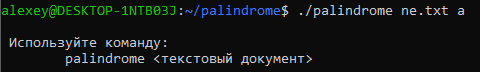 alexey@DESKTOP-1NTB03J:~/palindrome$ ./palindrome ne.txt a
Используйте команду:
palindrome <текстовый документ>